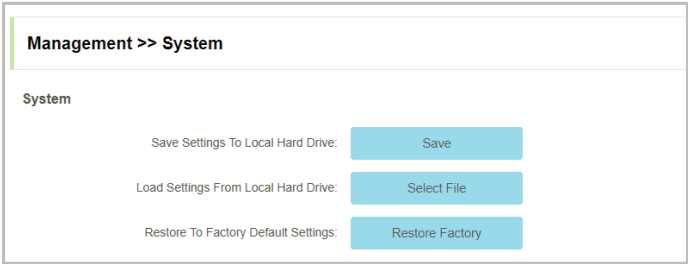 Management >> System
System
Save Settings To Local Hard Drive: Save
Load Settings From Local Hard Drive: Select File
Restore To Factory Default Settings: Restore Factory